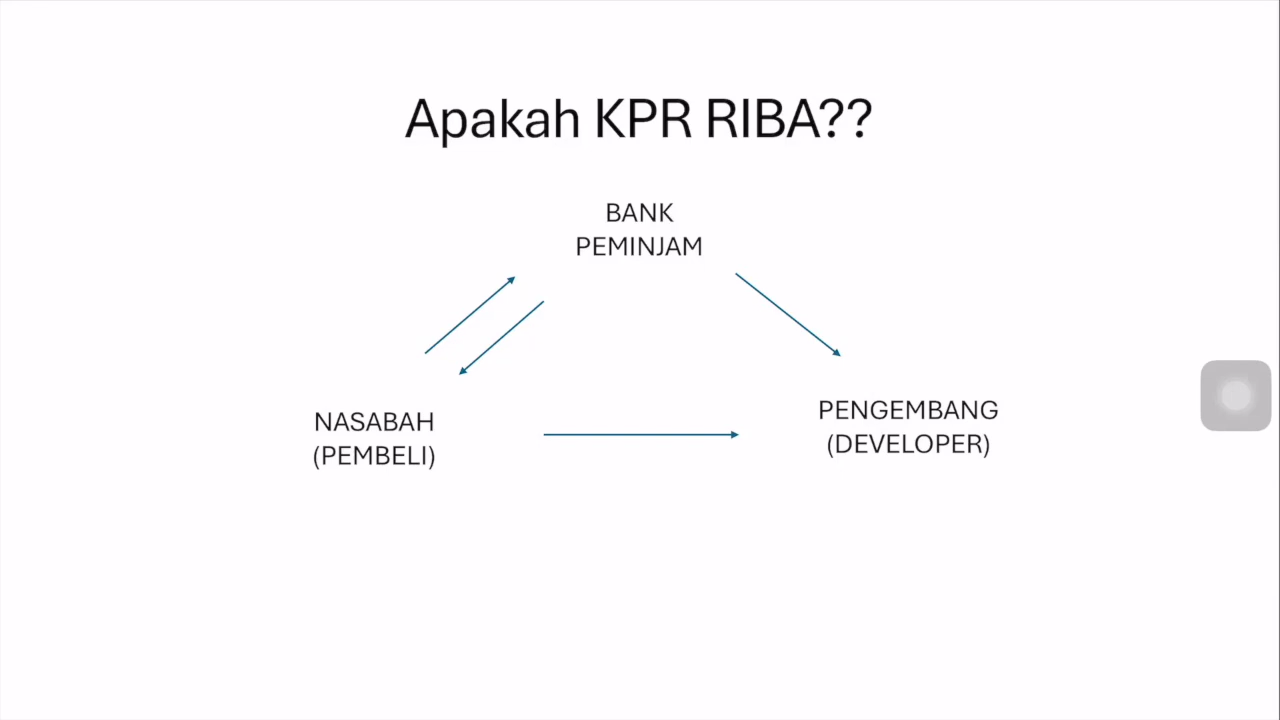 Apakah KPR RIBA??
BANK
PEMINJAM
NASABAH
(PEMBELI)
PENGEMBANG
(DEVELOPER)